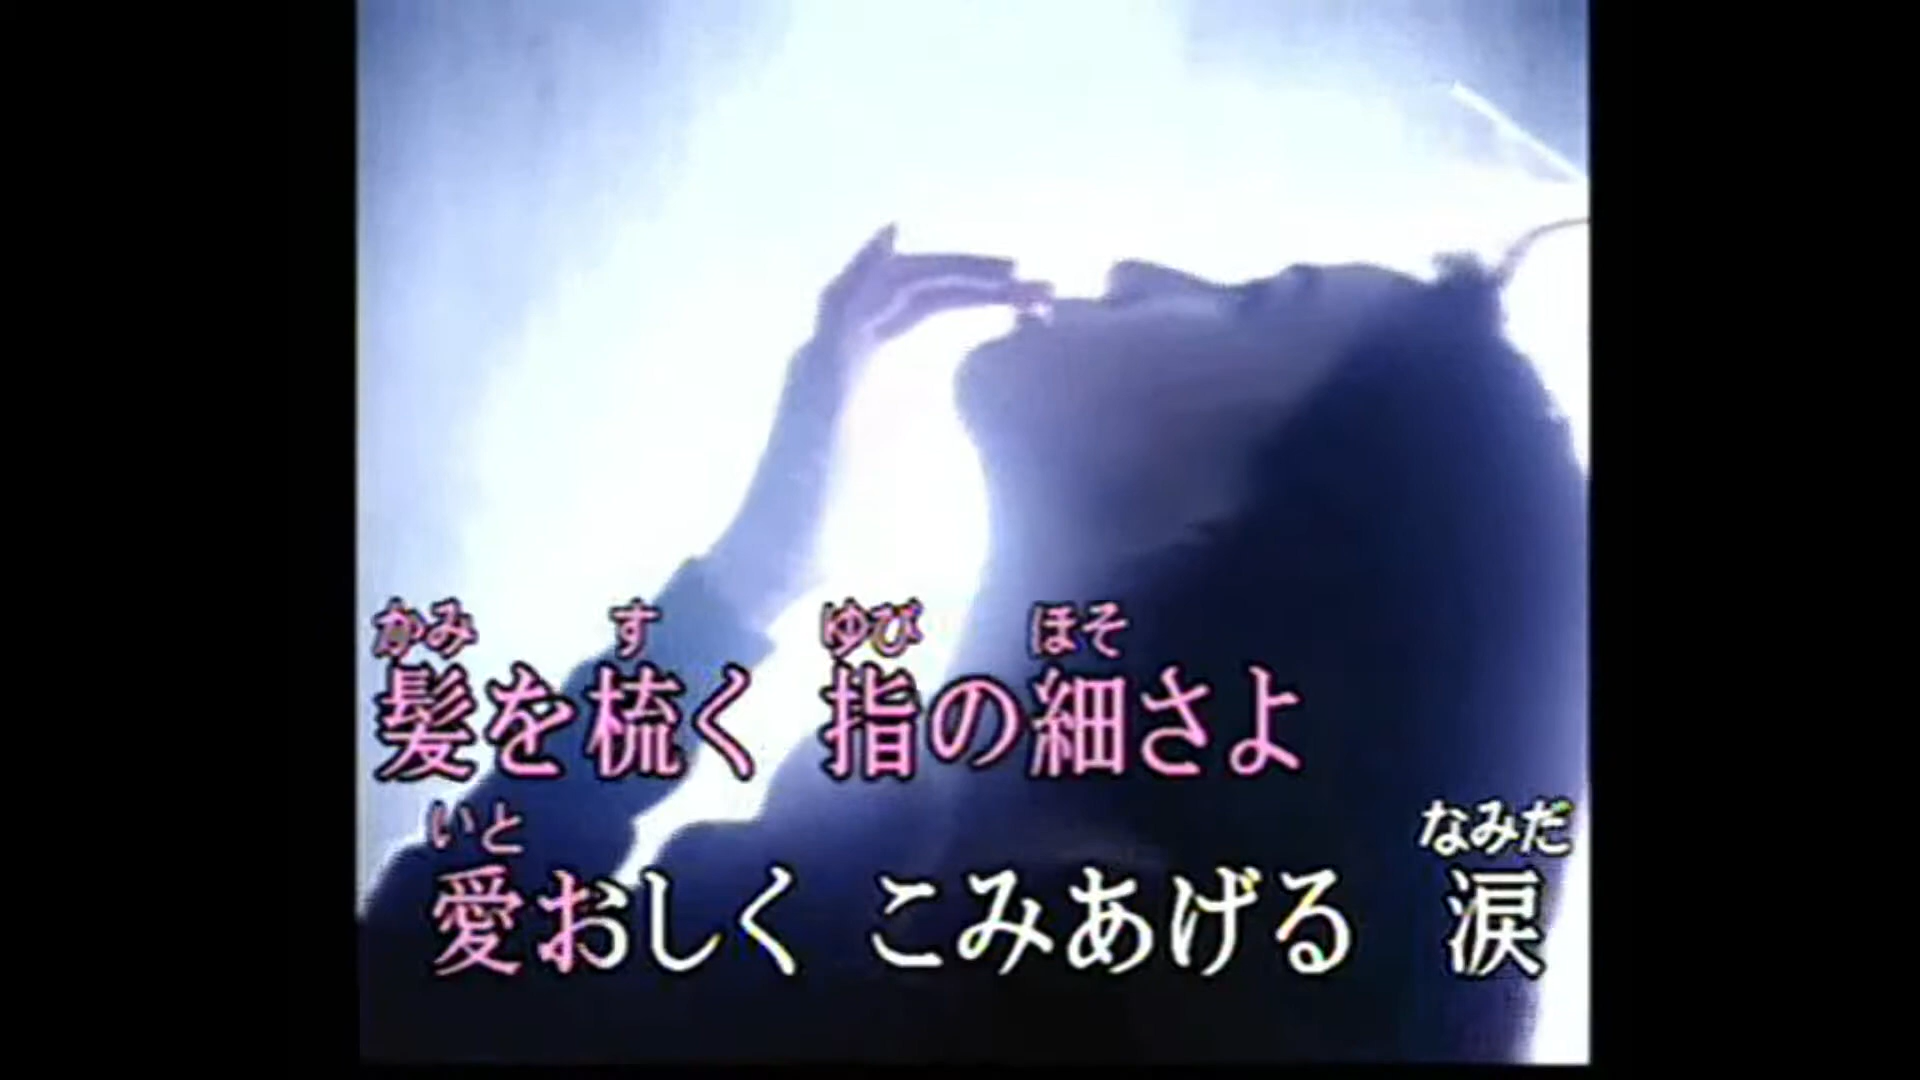 かみ す ゆび ほそ
髪を梳く 指の細さよ
いと なみだ
愛おしく こみあげる 涙